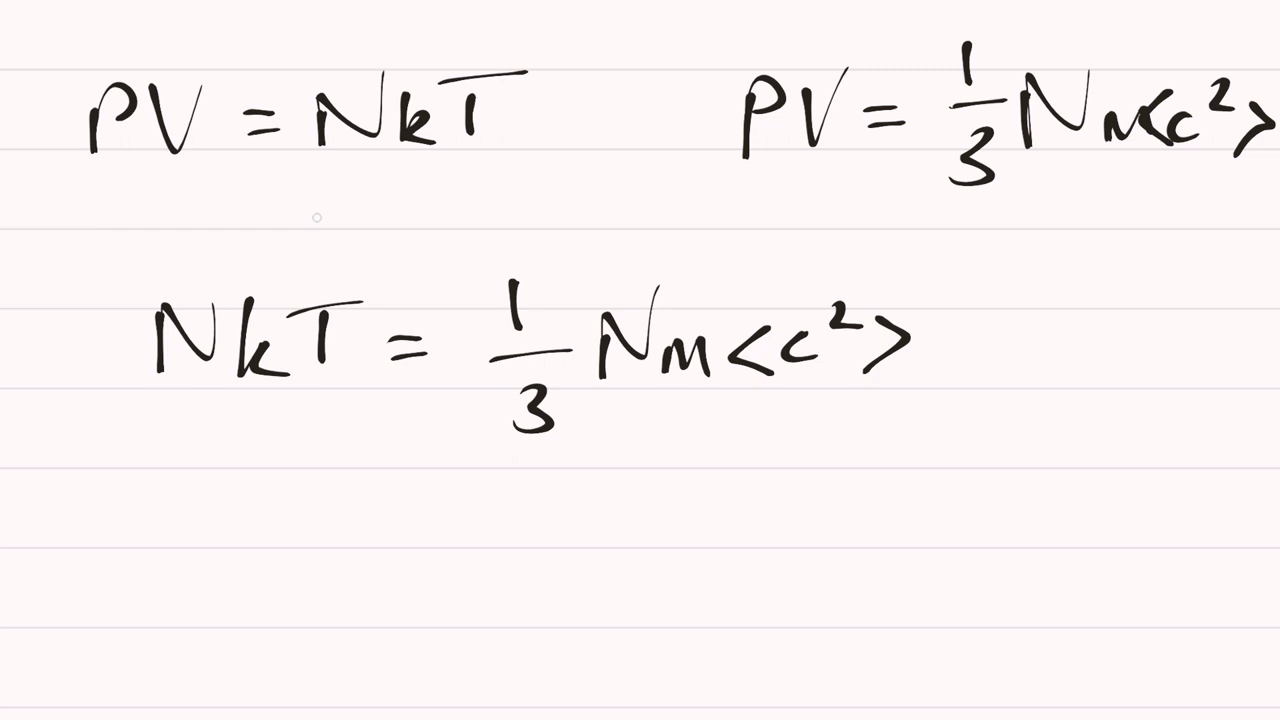 PV = NkT PV = 1/3 Nm<c²>
NkT = 1/3 Nm<c²>